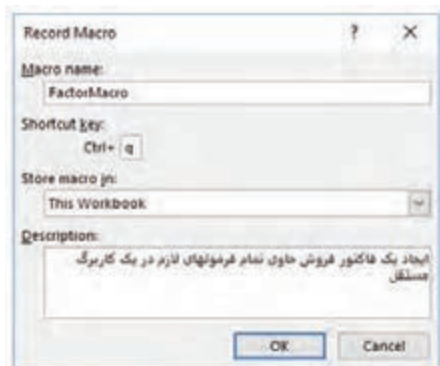 Record Macro ? ×
Macro name:
FactorMacro
Shortcut key:
Ctrl+ q
Store macro in:
This Workbook
Description:
ایجاد یک فاکتور فروش حاوی تمام فرمولهای لازم در یک کاربرگ
مستقل
OK Cancel